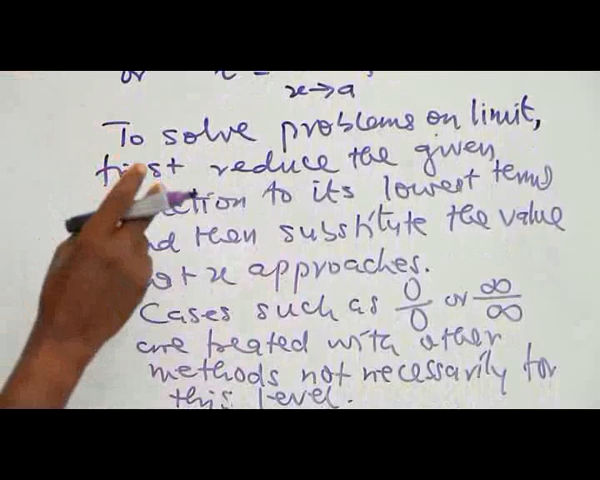 x→a
To solve problems on limit,
first reduce the given
to its lowest terms
then substitute the value
x approaches.
Cases such as 0/0 or ∞/∞
are treated with other
methods not necessarily for
this level.